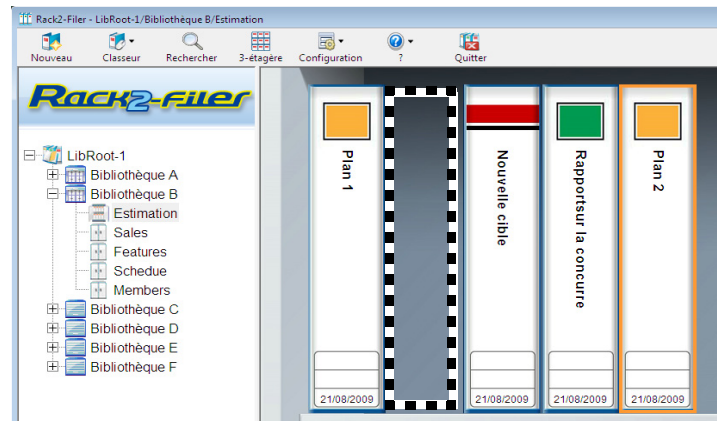 Rack2-Filer - LibRoot-1/Bibliothèque B/Estimation
Nouveau Classeur Rechercher 3-étagère Configuration ? Quitter
Rack2-Filer
LibRoot-1
Bibliothèque A
Bibliothèque B
Estimation
Sales
Features
Schedue
Members
Bibliothèque C
Bibliothèque D
Bibliothèque E
Bibliothèque F
Plan 1
Nouvelle cible
Rapportsur la concurre
Plan 2
21/08/2009
21/08/2009
21/08/2009
21/08/2009